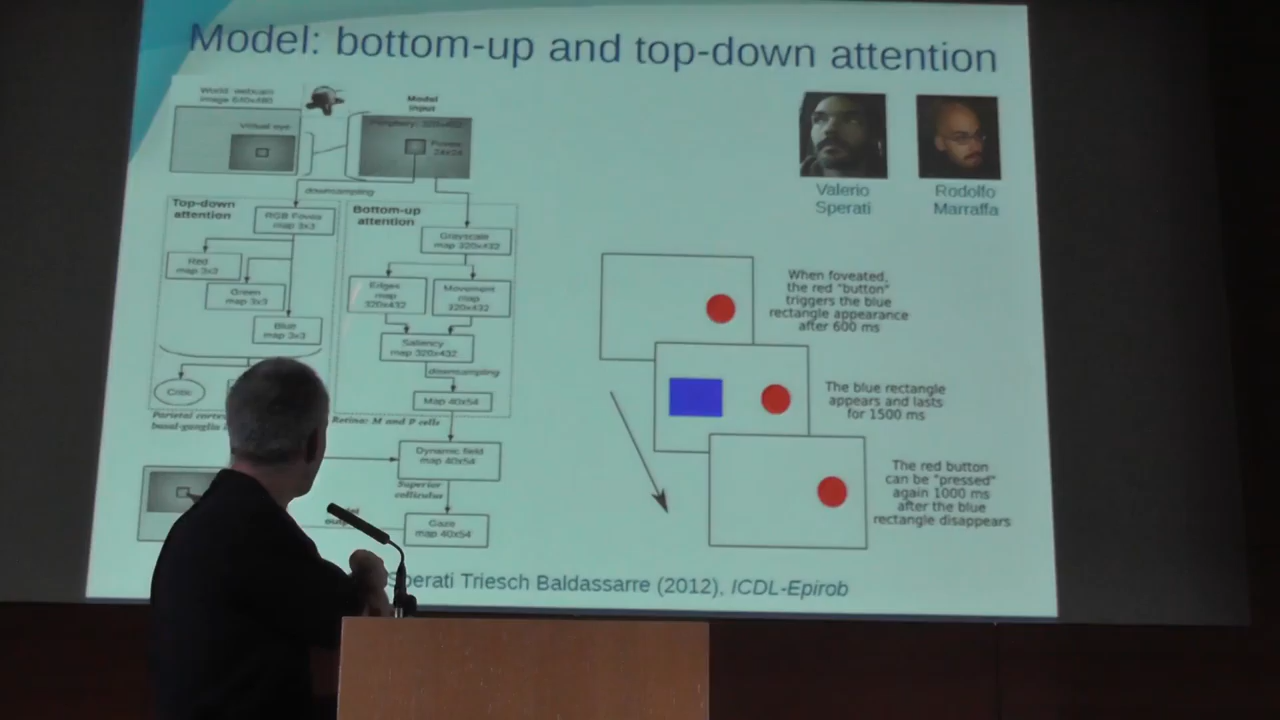 Model: bottom-up and top-down attention
World: webcam
image 640x480
Virtual eye
Model
input
Periphery: 320x432
Fovea:
24x24
downsampling
Valerio
Sperati
Rodolfo
Marraffa
Top-down
attention
RGB Fovea
map 3x3
Red
map 3x3
Green
map 3x3
Blue
map 3x3
Critic
Bottom-up
attention
Grayscale
map 320x432
Edges
map
320x432
Movement
map
320x432
Saliency
map 320x432
downsampling
Map 40x54
Parietal
basal-ganglia
Retina: M and P cells
Dynamic field
map 40x54
Superior
colliculus
Gaze
map 40x54
When foveated,
the red "button"
triggers the blue
rectangle appearance
after 600 ms
The blue rectangle
appears and lasts
for 1500 ms
The red button
can be "pressed"
again 1000 ms
after the blue
rectangle disappears
Sperati Triesch Baldassarre (2012), ICDL-Epirob